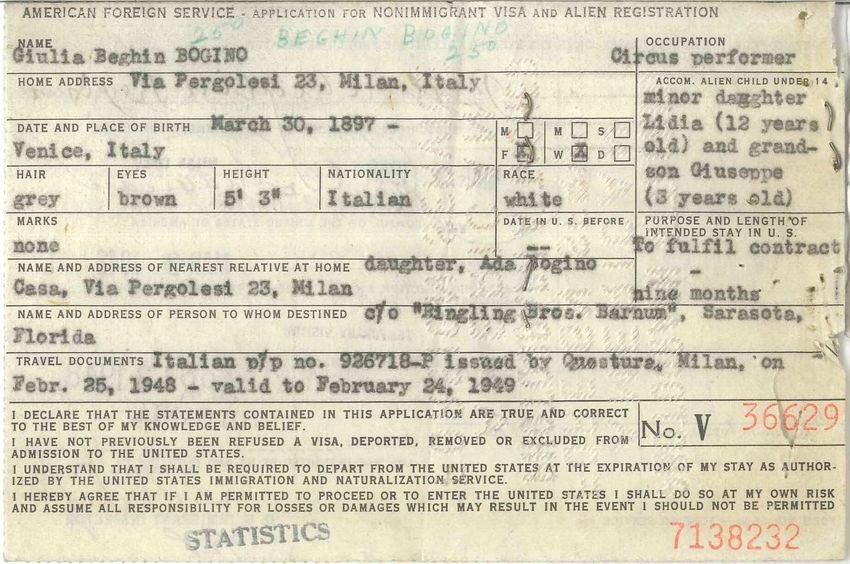 AMERICAN FOREIGN SERVICE - APPLICATION FOR NONIMMIGRANT VISA AND ALIEN REGISTRATION
250 BEGHIN BOGINO
250
NAME
Giulia Beghin BOGINO
OCCUPATION
Circus performer
HOME ADDRESS Via Pergolesi 23, Milan, Italy
ACCOM. ALIEN CHILD UNDER 14
minor daughter
Lidia (12 years
old) and grand-
son Giuseppe
(3 years old)
DATE AND PLACE OF BIRTH March 30, 1897 -
Venice, Italy
M M S
F X W X D
HAIR EYES HEIGHT NATIONALITY RACE
grey brown 5' 3" Italian white
MARKS
none
DATE IN U. S. BEFORE
--
PURPOSE AND LENGTH OF
INTENDED STAY IN U. S.
To fulfil contract
-
nine months
NAME AND ADDRESS OF NEAREST RELATIVE AT HOME daughter, Ada Bogino
Casa, Via Pergolesi 23, Milan
NAME AND ADDRESS OF PERSON TO WHOM DESTINED c/o "Ringling Bros. Barnum", Sarasota,
Florida
TRAVEL DOCUMENTS Italian p/p no. 926718-P issued by Questura, Milan, on
Febr. 25, 1948 - valid to February 24, 1949
I DECLARE THAT THE STATEMENTS CONTAINED IN THIS APPLICATION ARE TRUE AND CORRECT
TO THE BEST OF MY KNOWLEDGE AND BELIEF.
I HAVE NOT PREVIOUSLY BEEN REFUSED A VISA, DEPORTED, REMOVED OR EXCLUDED FROM
ADMISSION TO THE UNITED STATES.
No. V 36629
I UNDERSTAND THAT I SHALL BE REQUIRED TO DEPART FROM THE UNITED STATES AT THE EXPIRATION OF MY STAY AS AUTHOR-
IZED BY THE UNITED STATES IMMIGRATION AND NATURALIZATION SERVICE.
I HEREBY AGREE THAT IF I AM PERMITTED TO PROCEED OR TO ENTER THE UNITED STATES I SHALL DO SO AT MY OWN RISK
AND ASSUME ALL RESPONSIBILITY FOR LOSSES OR DAMAGES WHICH MAY RESULT IN THE EVENT I SHOULD NOT BE PERMITTED
STATISTICS
7138232